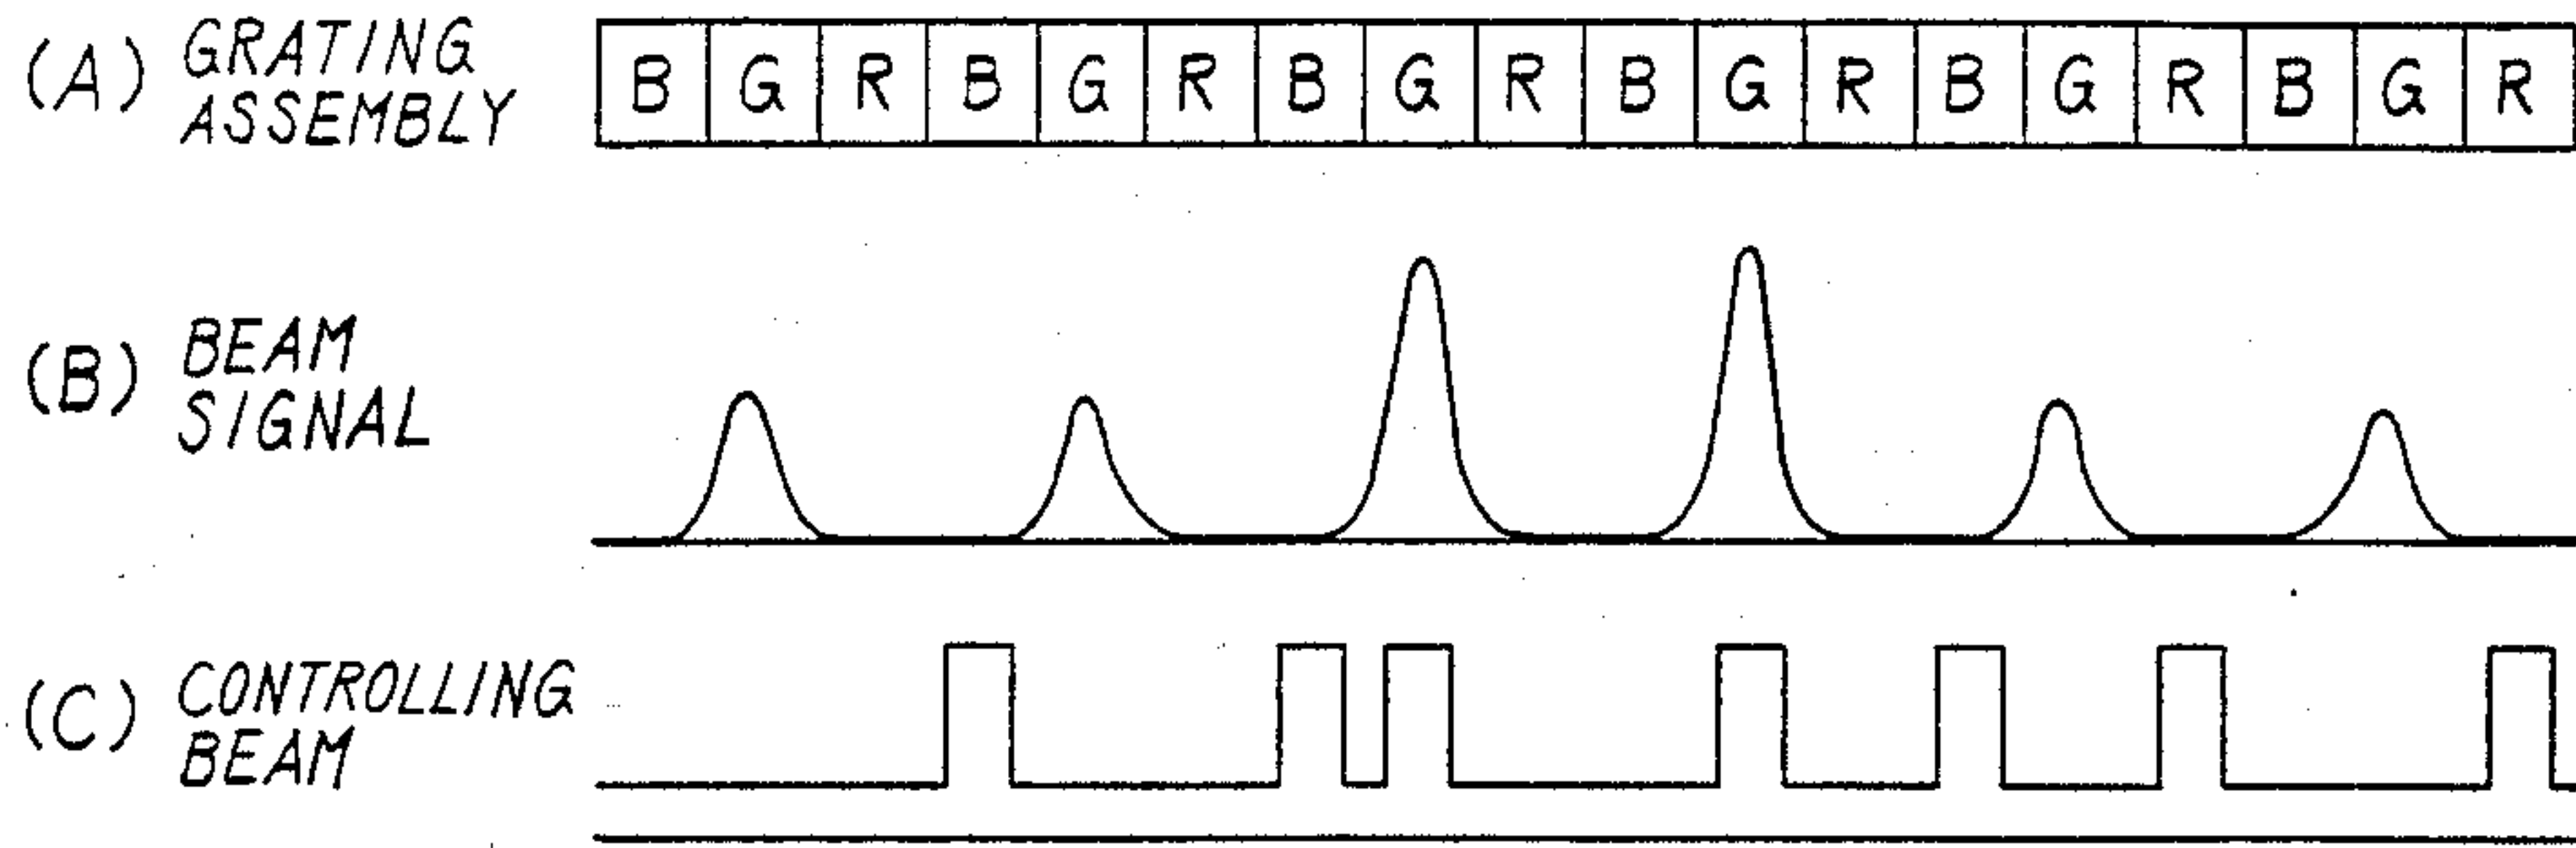 (A) GRATING
ASSEMBLY
B G R B G R B G R B G R B G R B G R
(B) BEAM
SIGNAL
(C) CONTROLLING
BEAM